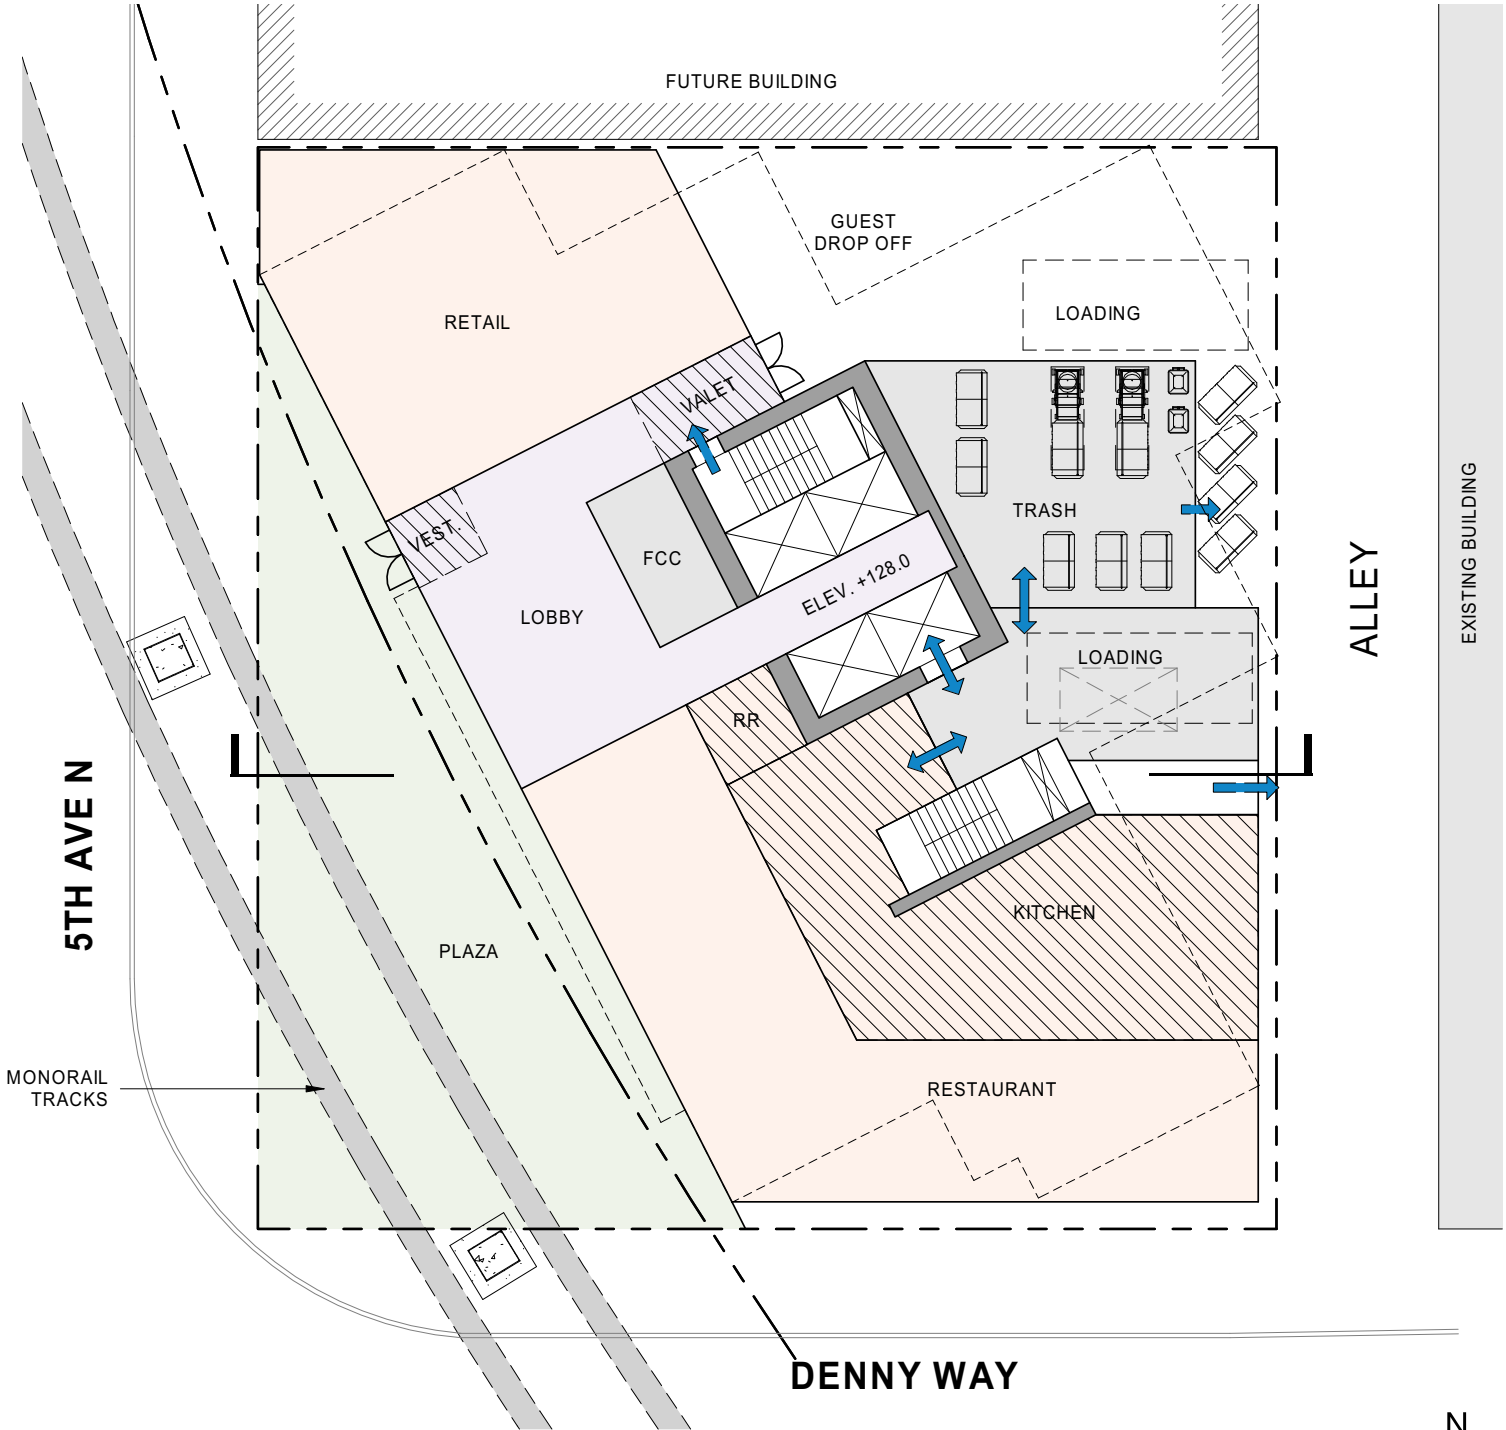 FUTURE BUILDING
GUEST
DROP OFF
LOADING
RETAIL
VALET
TRASH
VEST.
FCC
ELEV. +128.0
LOBBY
LOADING
RR
ALLEY
EXISTING BUILDING
5TH AVE N
PLAZA
KITCHEN
MONORAIL
TRACKS
RESTAURANT
DENNY WAY
N